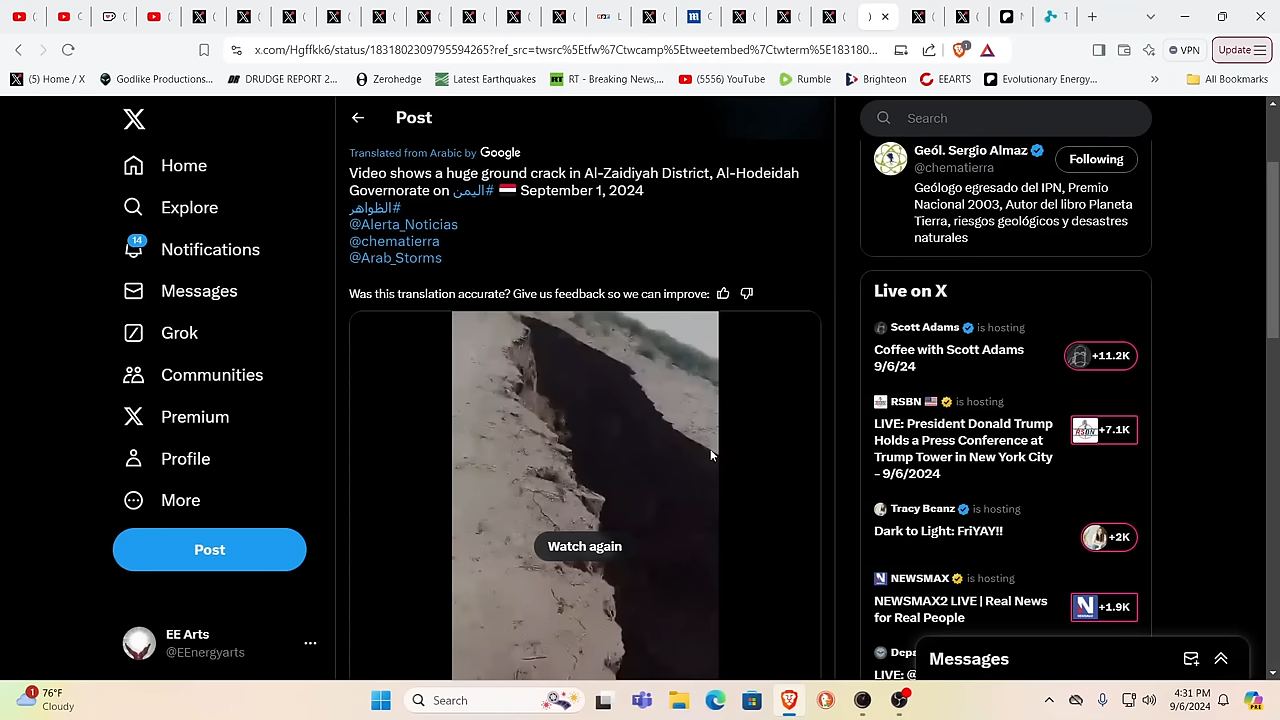 x.com/Hgffkk6/status/1831802309795594265?ref_src=twsrc%5Etfw%7Ctwcamp%5Etweetembed%7Ctwterm%5E183180...
VPN
Update
(5) Home / X
Godlike Productions...
DRUDGE REPORT 2...
Zerohedge
Latest Earthquakes
RT - Breaking News,...
(5556) YouTube
Rumble
Brighteon
EEARTS
Evolutionary Energy...
All Bookmarks
Home
Explore
14
Notifications
Messages
Grok
Communities
Premium
Profile
More
Post
EE Arts
@EEnergyarts
Post
Translated from Arabic by Google
Video shows a huge ground crack in Al-Zaidiyah District, Al-Hodeidah
Governorate on #اليمن September 1, 2024
#الظواهر
@Alerta_Noticias
@chematierra
@Arab_Storms
Was this translation accurate? Give us feedback so we can improve:
Watch again
Search
Geól. Sergio Almaz
@chematierra
Following
Geólogo egresado del IPN, Premio
Nacional 2003, Autor del libro Planeta
Tierra, riesgos geológicos y desastres
naturales
Live on X
Scott Adams is hosting
Coffee with Scott Adams
9/6/24
+11.2K
RSBN is hosting
LIVE: President Donald Trump
Holds a Press Conference at
Trump Tower in New York City
- 9/6/2024
+7.1K
Tracy Beanz is hosting
Dark to Light: FriYAY!!
+2K
NEWSMAX is hosting
NEWSMAX2 LIVE | Real News
for Real People
+1.9K
Messages
1
76°F
Cloudy
Search
4:31 PM
9/6/2024